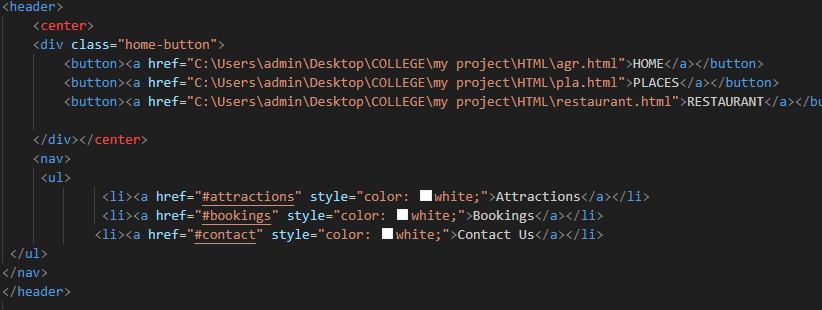 <header>
<center>
<div class="home-button">
<button><a href="C:\Users\admin\Desktop\COLLEGE\my project\HTML\agr.html">HOME</a></button>
<button><a href="C:\Users\admin\Desktop\COLLEGE\my project\HTML\pla.html">PLACES</a></button>
<button><a href="C:\Users\admin\Desktop\COLLEGE\my project\HTML\restaurant.html">RESTAURANT</a></bu
</div></center>
<nav>
<ul>
<li><a href="#attractions" style="color: white;">Attractions</a></li>
<li><a href="#bookings" style="color: white;">Bookings</a></li>
<li><a href="#contact" style="color: white;">Contact Us</a></li>
</ul>
</nav>
</header>